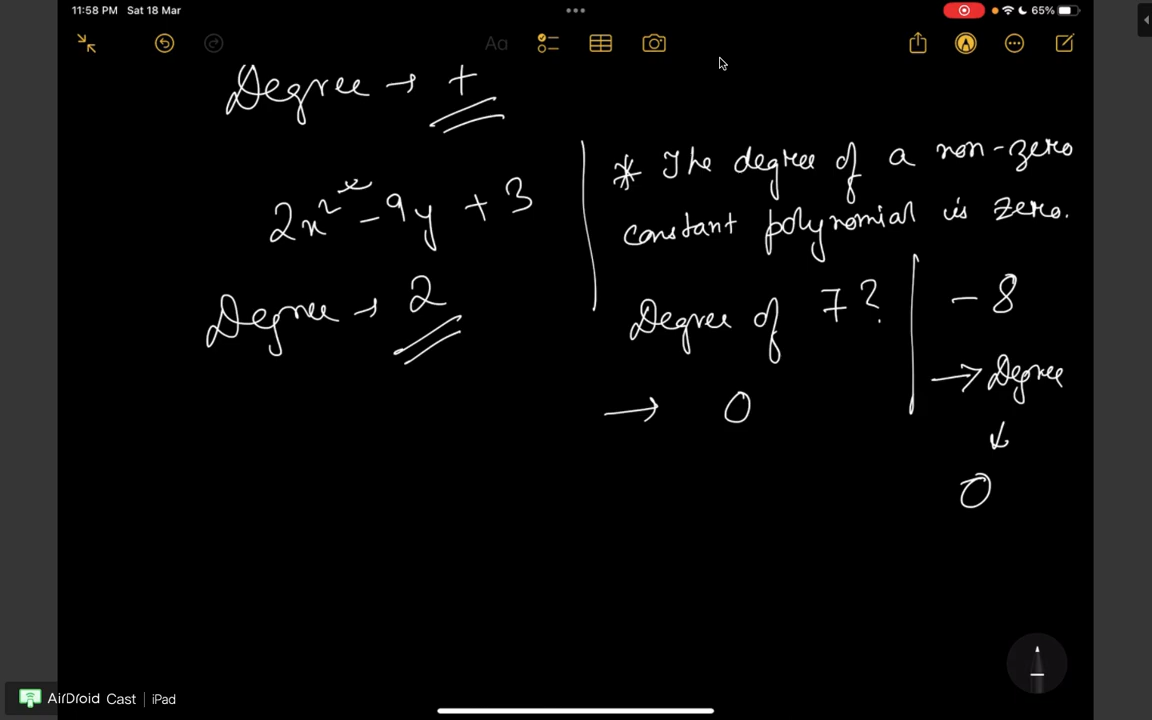 11:58 PM Sat 18 Mar
65%
Aa
Degree →
2x² - 9y + 3
Degree → 2
* The degree of a non-zero
constant polynomial is zero.
Degree of 7?
→ 0
- 8
→ Degree
↓
0
AirDroid Cast | iPad